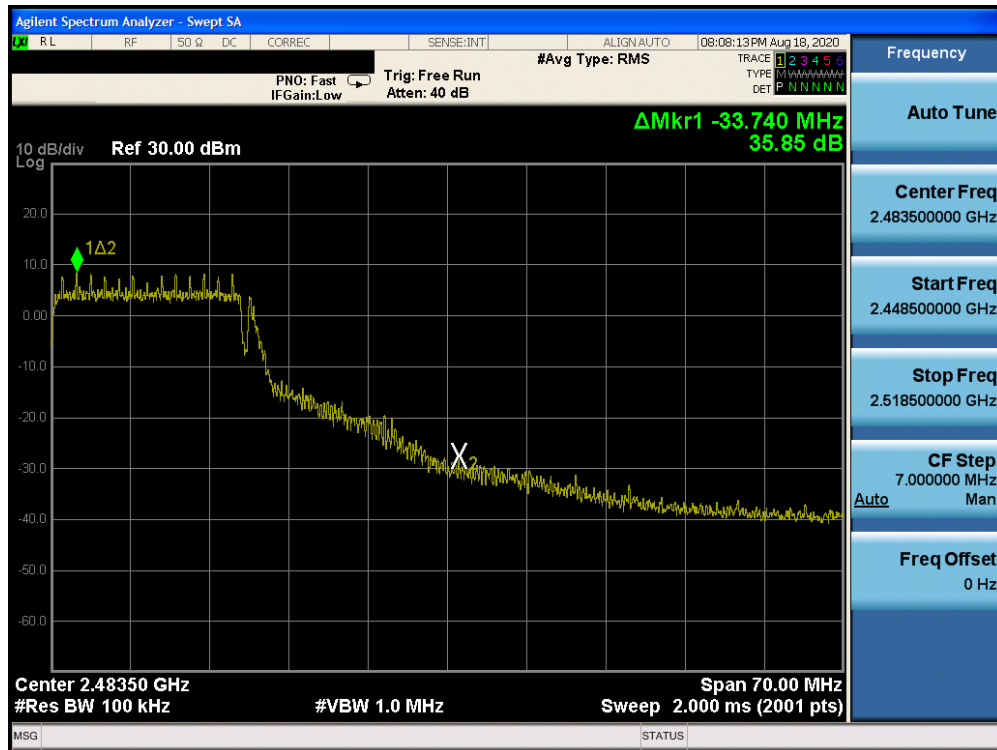 Agilent Spectrum Analyzer - Swept SA
LXI RL RF 50 Ω DC CORREC SENSE:INT ALIGN AUTO 08:08:13 PM Aug 18, 2020
Frequency
PNO: Fast
IFGain:Low
Trig: Free Run
Atten: 40 dB
#Avg Type: RMS
TRACE 1 2 3 4 5 6
TYPE M WWWWW
DET P N N N N N
Auto Tune
ΔMkr1 -33.740 MHz
35.85 dB
10 dB/div Ref 30.00 dBm
Log
20.0
10.0
0.00
-10.0
-20.0
-30.0
-40.0
-50.0
-60.0
1Δ2
X2
Center Freq
2.483500000 GHz
Start Freq
2.448500000 GHz
Stop Freq
2.518500000 GHz
CF Step
7.000000 MHz
Auto Man
Freq Offset
0 Hz
Center 2.48350 GHz Span 70.00 MHz
#Res BW 100 kHz #VBW 1.0 MHz Sweep 2.000 ms (2001 pts)
MSG STATUS